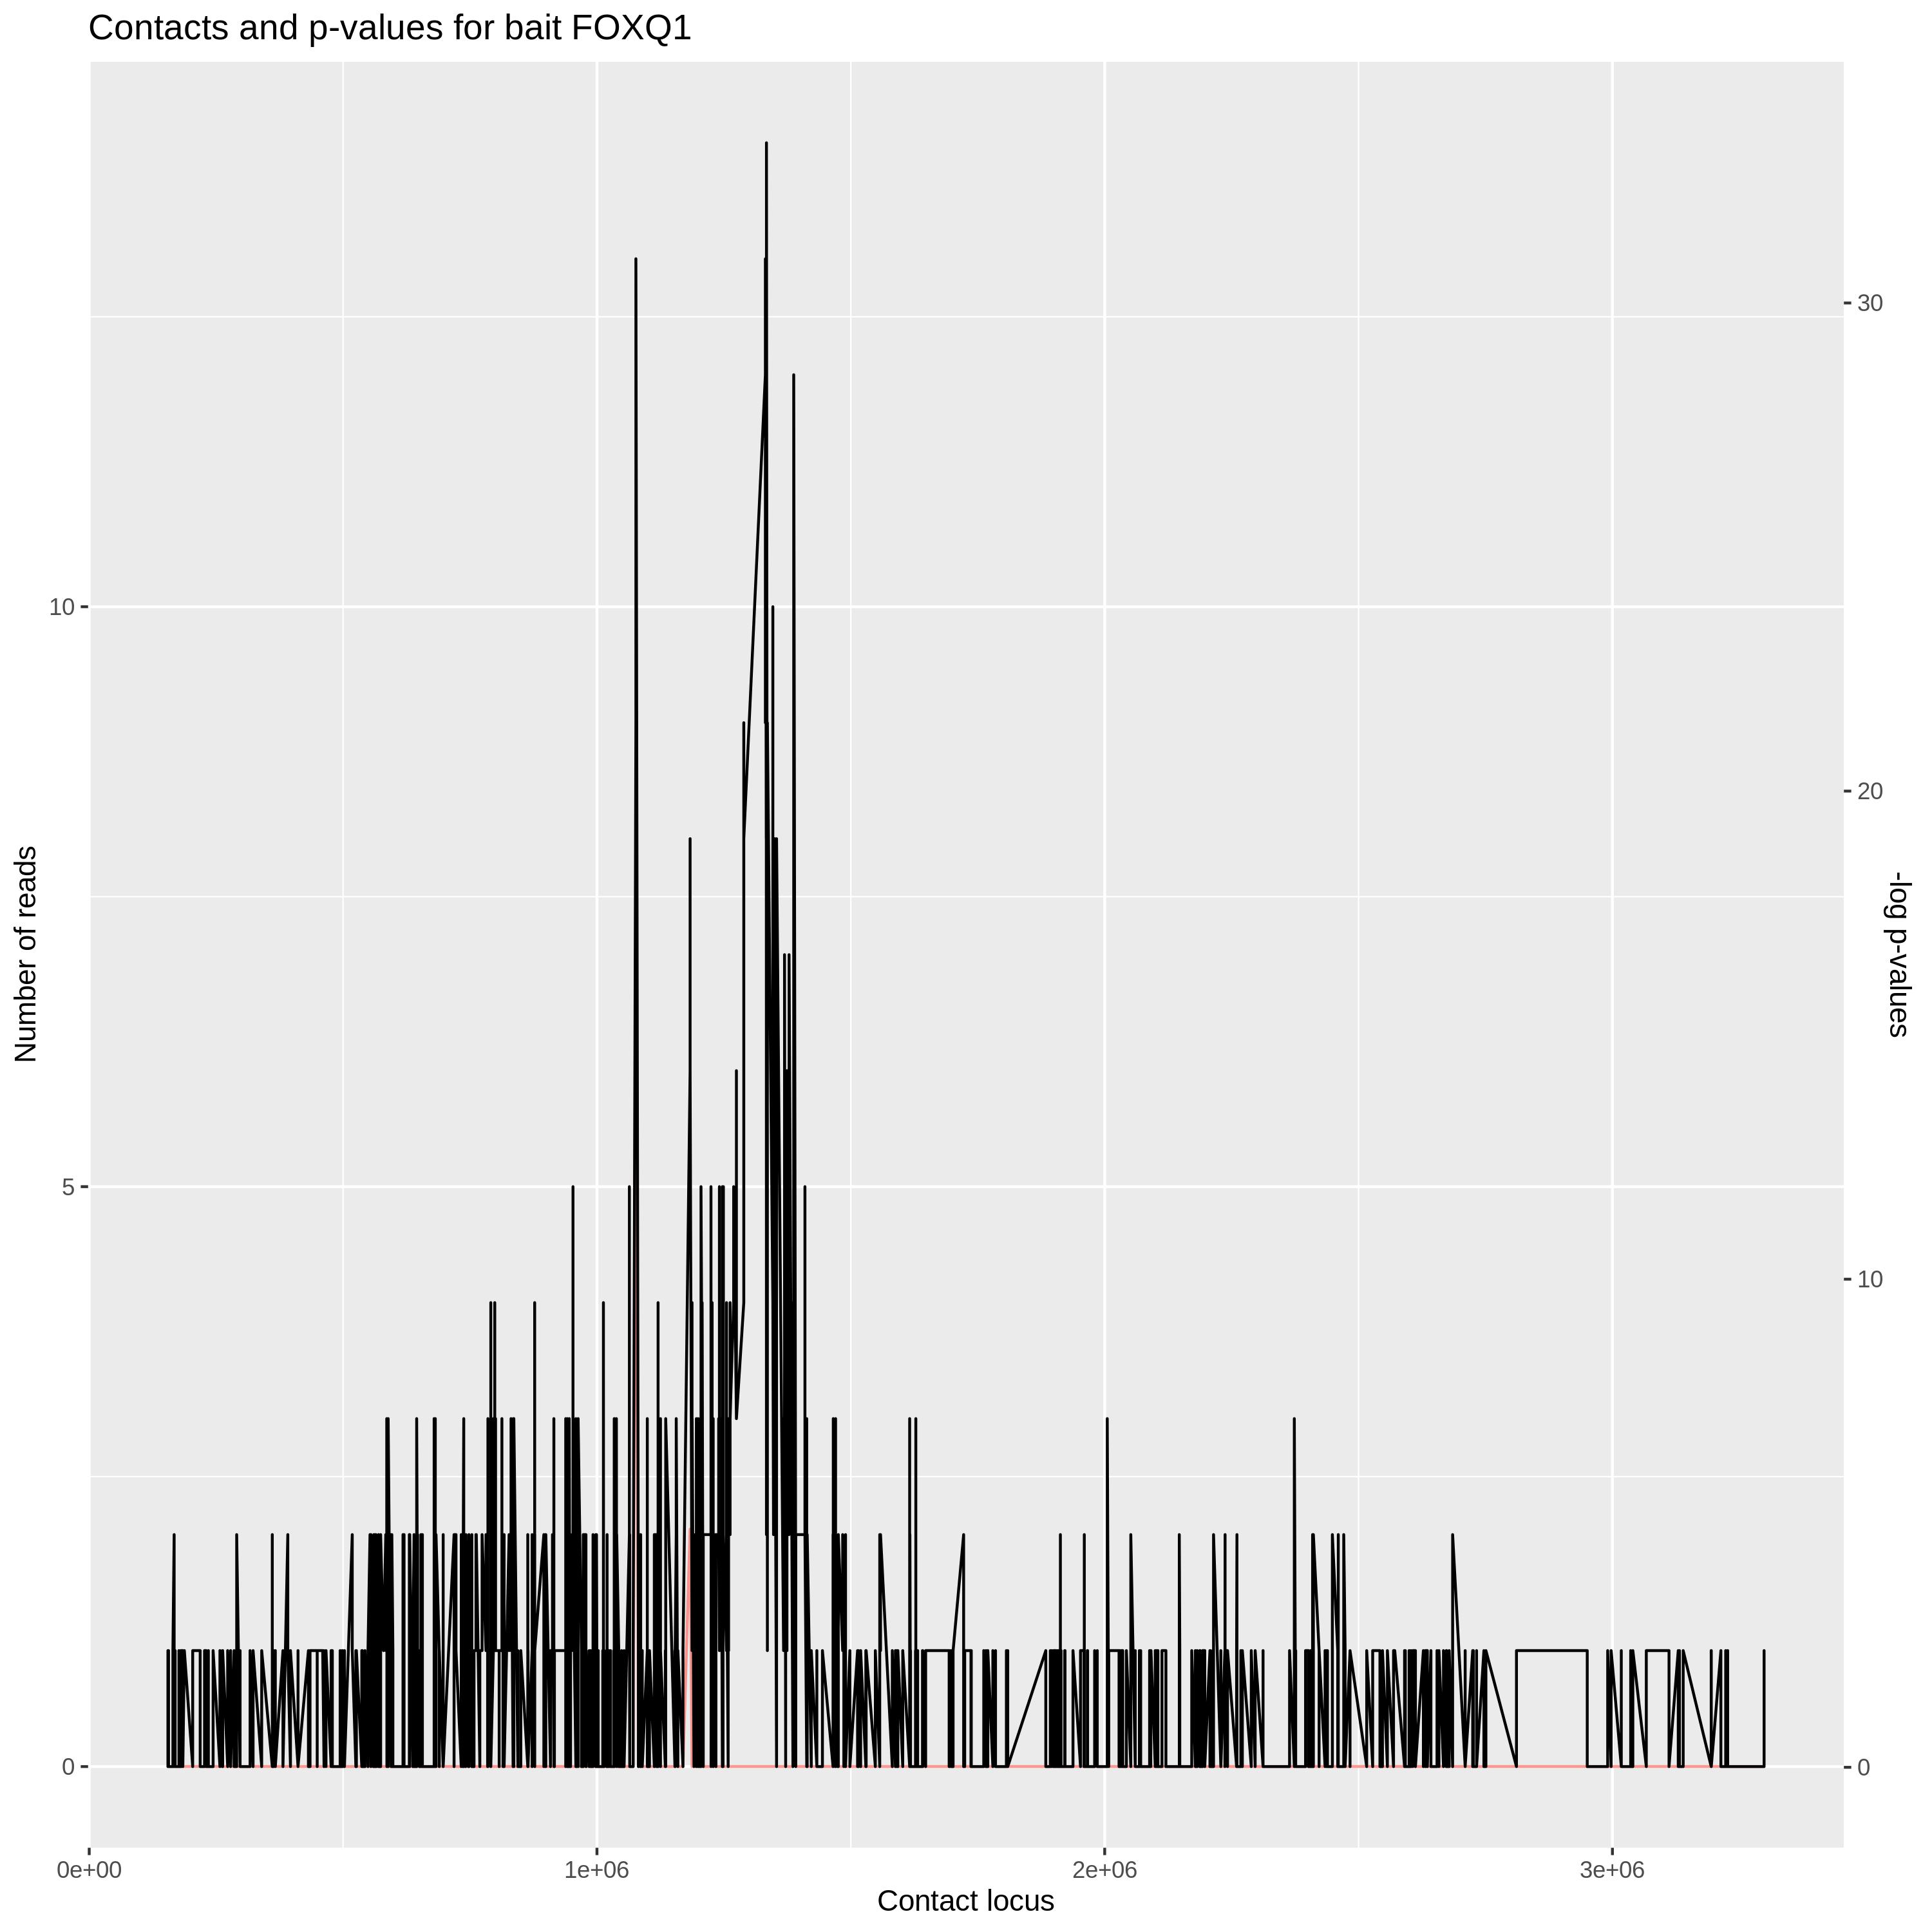 Contacts and p-values for bait FOXQ1
Number of reads
10
5
0
30
20
10
0
-log p-values
0e+00 1e+06 2e+06 3e+06
Contact locus